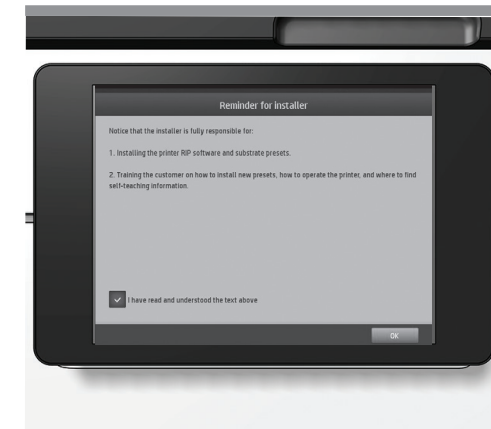 Reminder for installer
Notice that the installer is fully responsible for:
1. Installing the printer RIP software and substrate presets.
2. Training the customer on how to install new presets, how to operate the printer, and where to find
self-teaching information.
I have read and understood the text above
OK